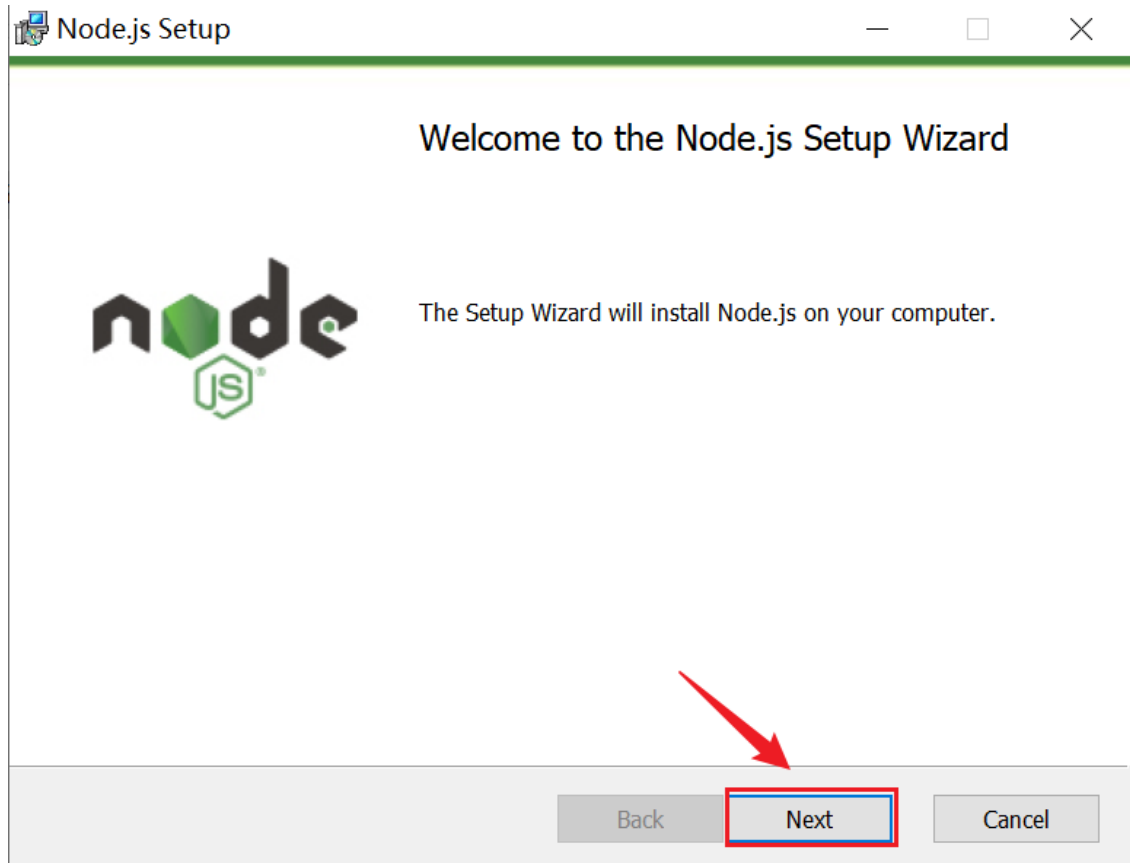 Node.js Setup
Welcome to the Node.js Setup Wizard
node
JS®
The Setup Wizard will install Node.js on your computer.
Back Next Cancel